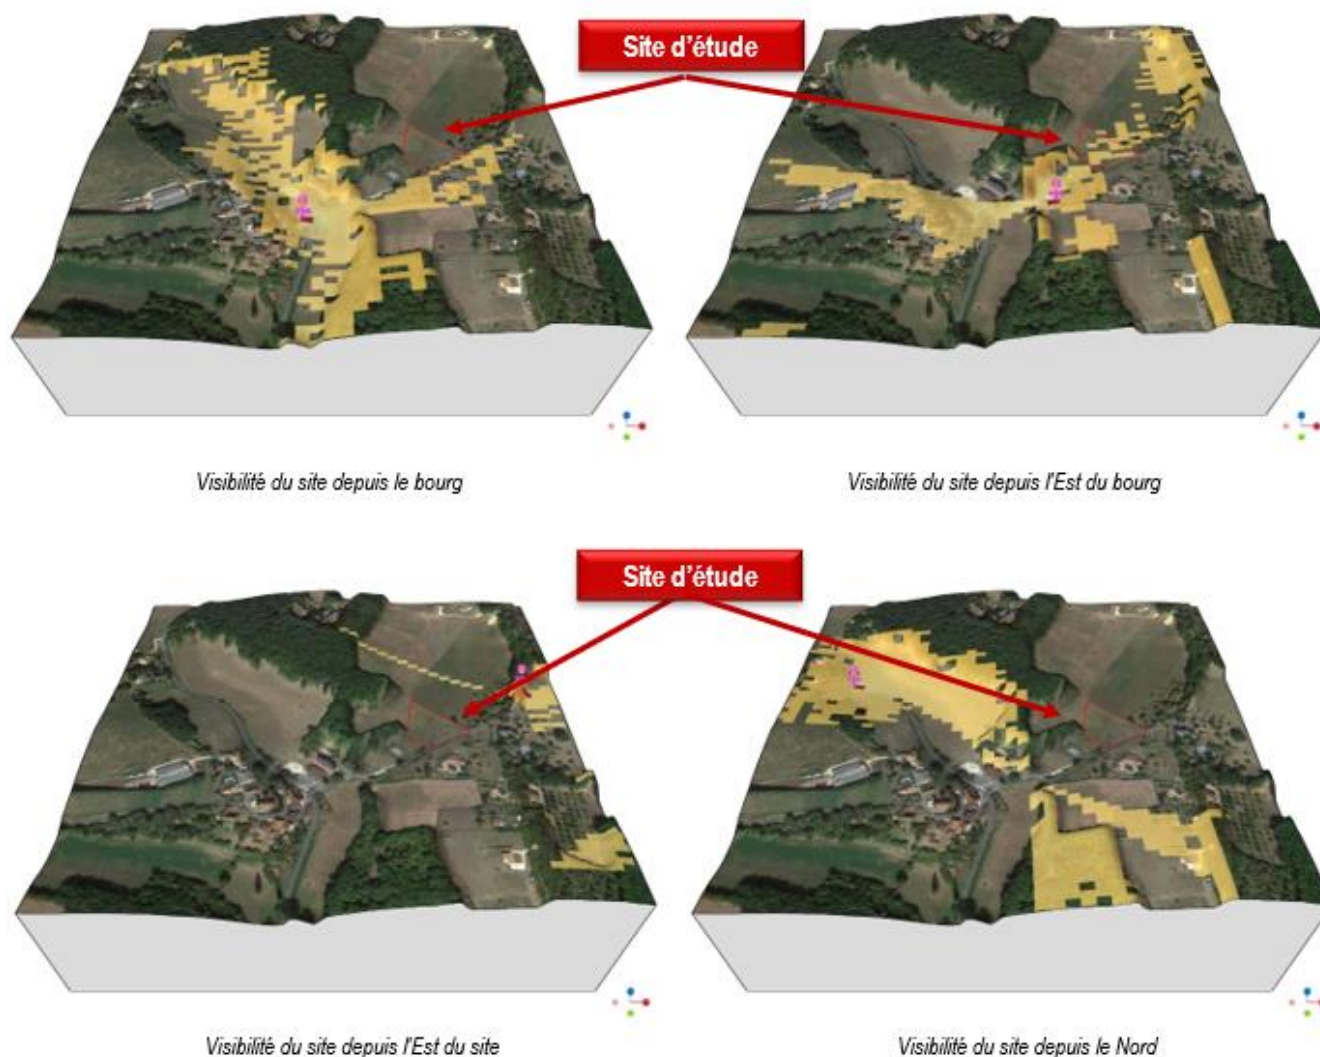 Site d'étude
Visibilité du site depuis le bourg
Visibilité du site depuis l'Est du bourg
Site d'étude
Visibilité du site depuis l'Est du site
Visibilité du site depuis le Nord